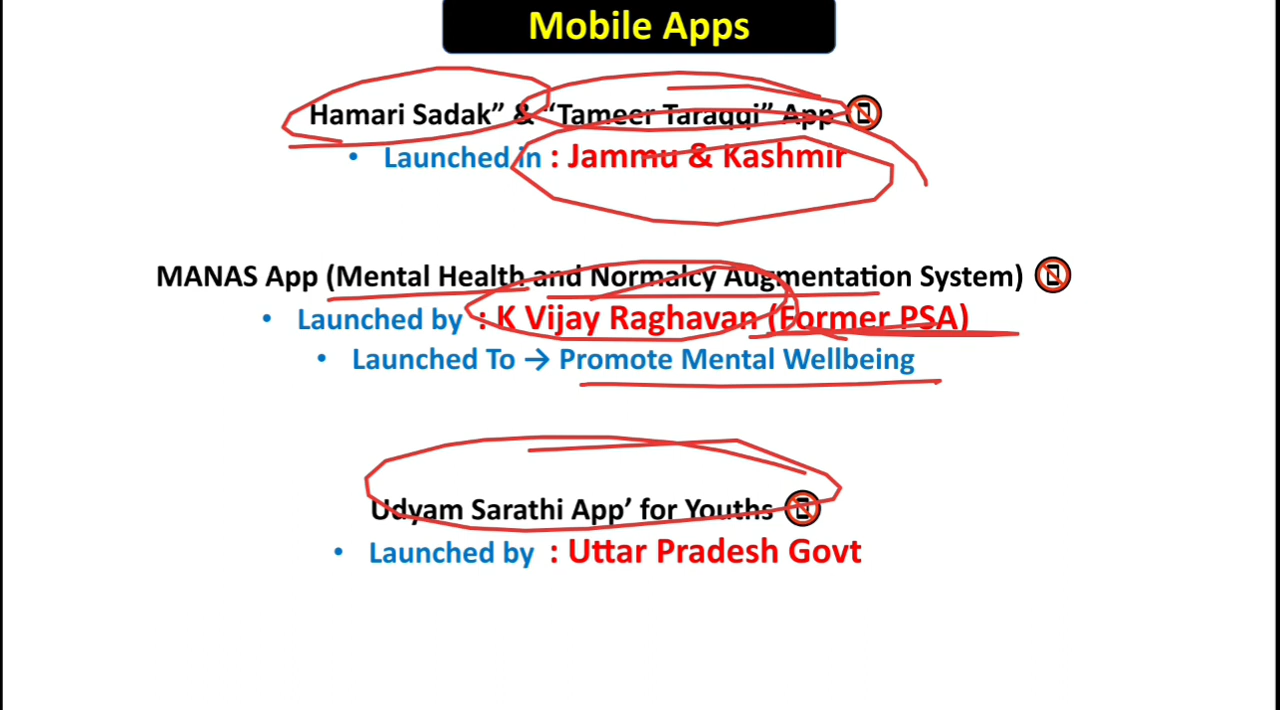 Mobile Apps
Hamari Sadak” & “Tameer Taraqqi” App
• Launched in : Jammu & Kashmir
MANAS App (Mental Health and Normalcy Augmentation System)
• Launched by : K Vijay Raghavan (Former PSA)
• Launched To → Promote Mental Wellbeing
Udyam Sarathi App’ for Youths
• Launched by : Uttar Pradesh Govt